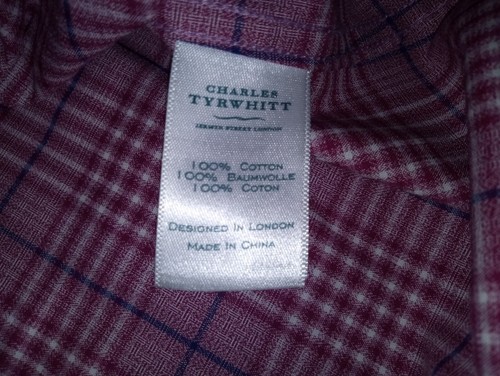 CHARLES
TYRWHITT
JERMYN STREET LONDON
100% COTTON
100% BAUMWOLLE
100% COTON
DESIGNED IN LONDON
MADE IN CHINA